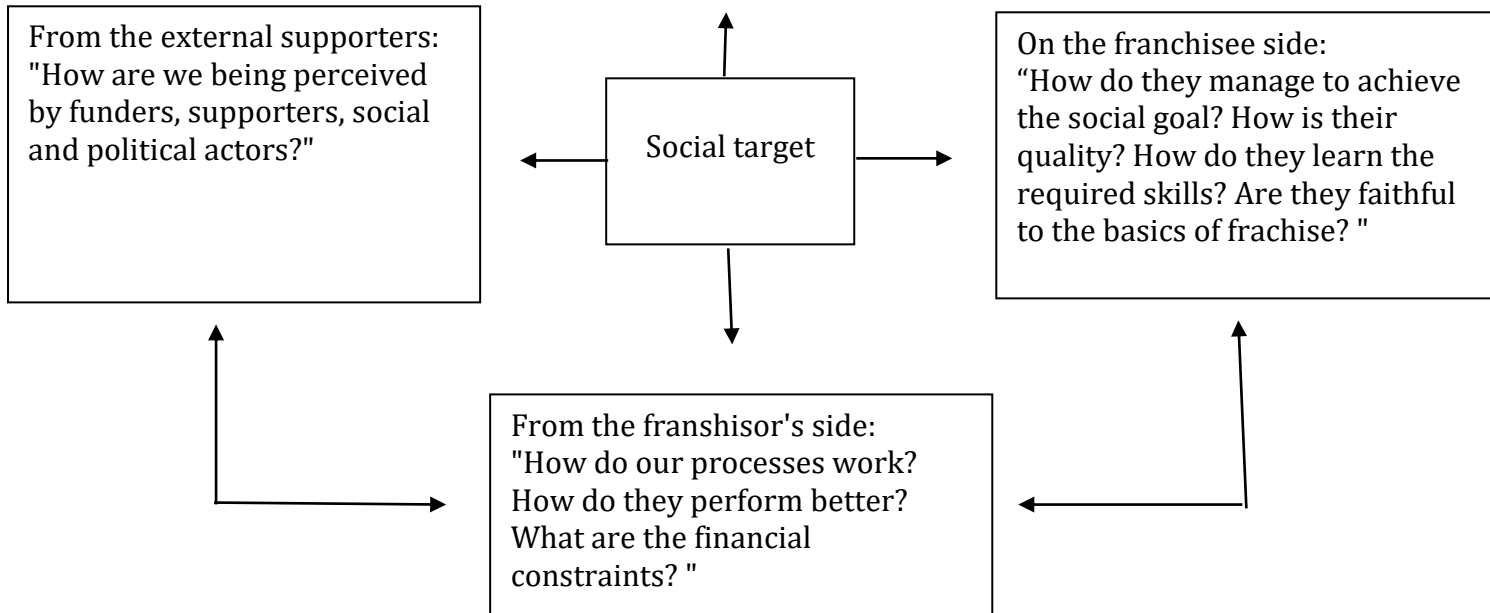 From the external supporters:
"How are we being perceived
by funders, supporters, social
and political actors?"
Social target
On the franchisee side:
“How do they manage to achieve
the social goal? How is their
quality? How do they learn the
required skills? Are they faithful
to the basics of frachise? "
From the franshisor's side:
"How do our processes work?
How do they perform better?
What are the financial
constraints? "